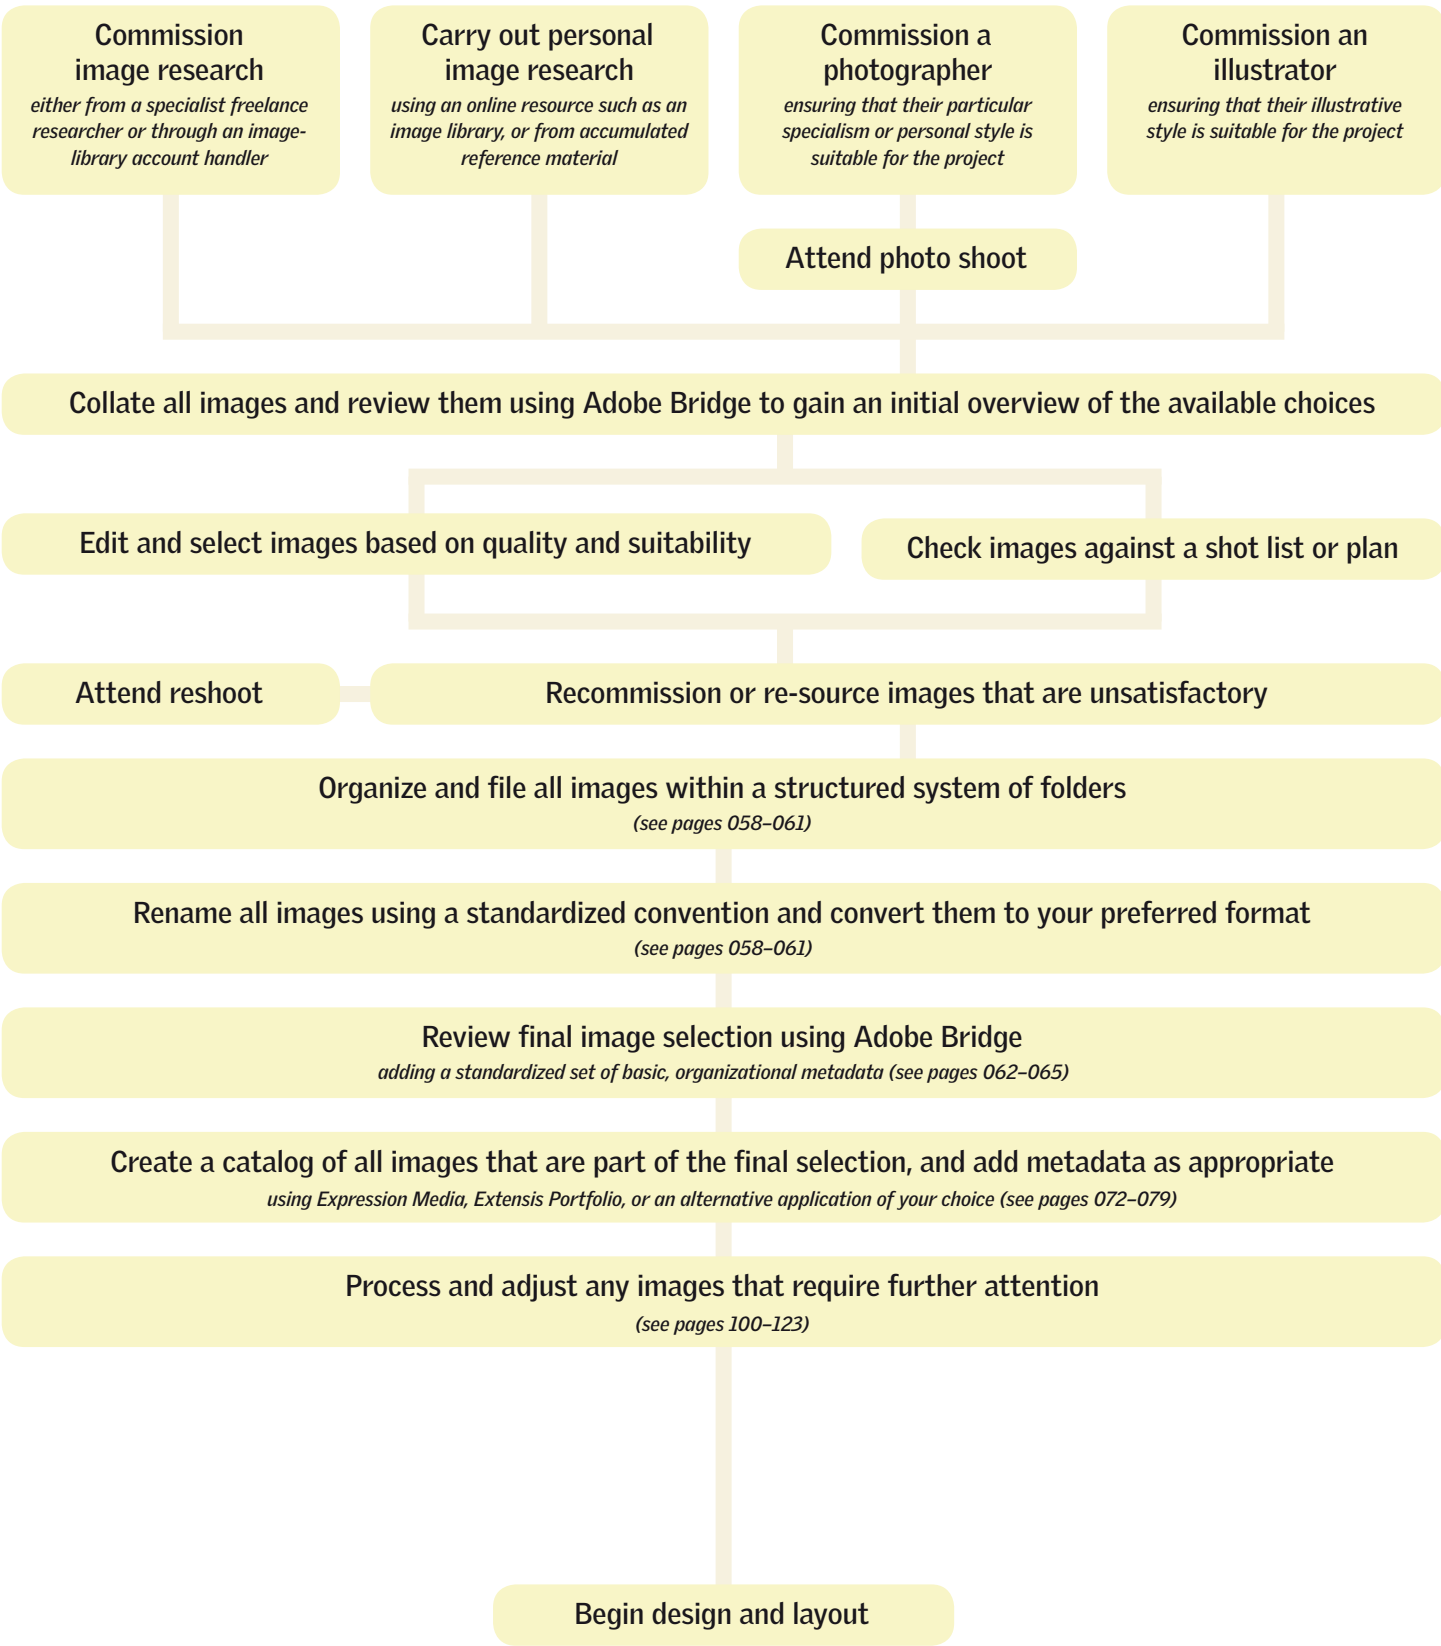 Commission
image research
either from a specialist freelance
researcher or through an image-
library account handler
Carry out personal
image research
using an online resource such as an
image library, or from accumulated
reference material
Commission a
photographer
ensuring that their particular
specialism or personal style is
suitable for the project
Commission an
illustrator
ensuring that their illustrative
style is suitable for the project
Attend photo shoot
Collate all images and review them using Adobe Bridge to gain an initial overview of the available choices
Edit and select images based on quality and suitability
Check images against a shot list or plan
Attend reshoot
Recommission or re-source images that are unsatisfactory
Organize and file all images within a structured system of folders
(see pages 058–061)
Rename all images using a standardized convention and convert them to your preferred format
(see pages 058–061)
Review final image selection using Adobe Bridge
adding a standardized set of basic, organizational metadata (see pages 062–065)
Create a catalog of all images that are part of the final selection, and add metadata as appropriate
using Expression Media, Extensis Portfolio, or an alternative application of your choice (see pages 072–079)
Process and adjust any images that require further attention
(see pages 100–123)
Begin design and layout